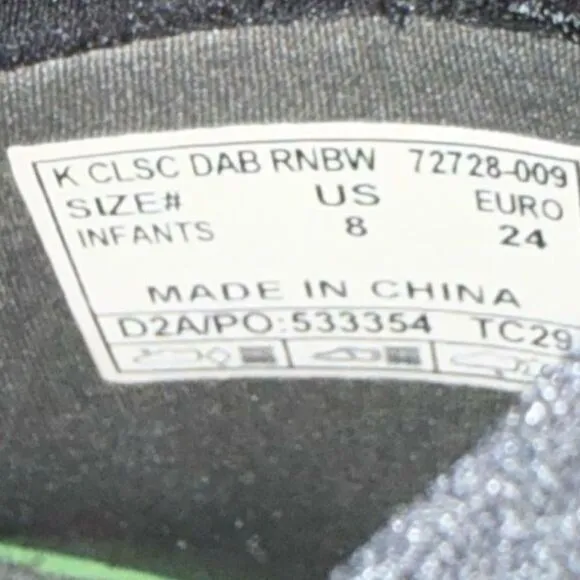 K CLSC DAB RNBW 72728-009
SIZE# US EURO
INFANTS 8 24
MADE IN CHINA
D2A/PO:533354 TC29